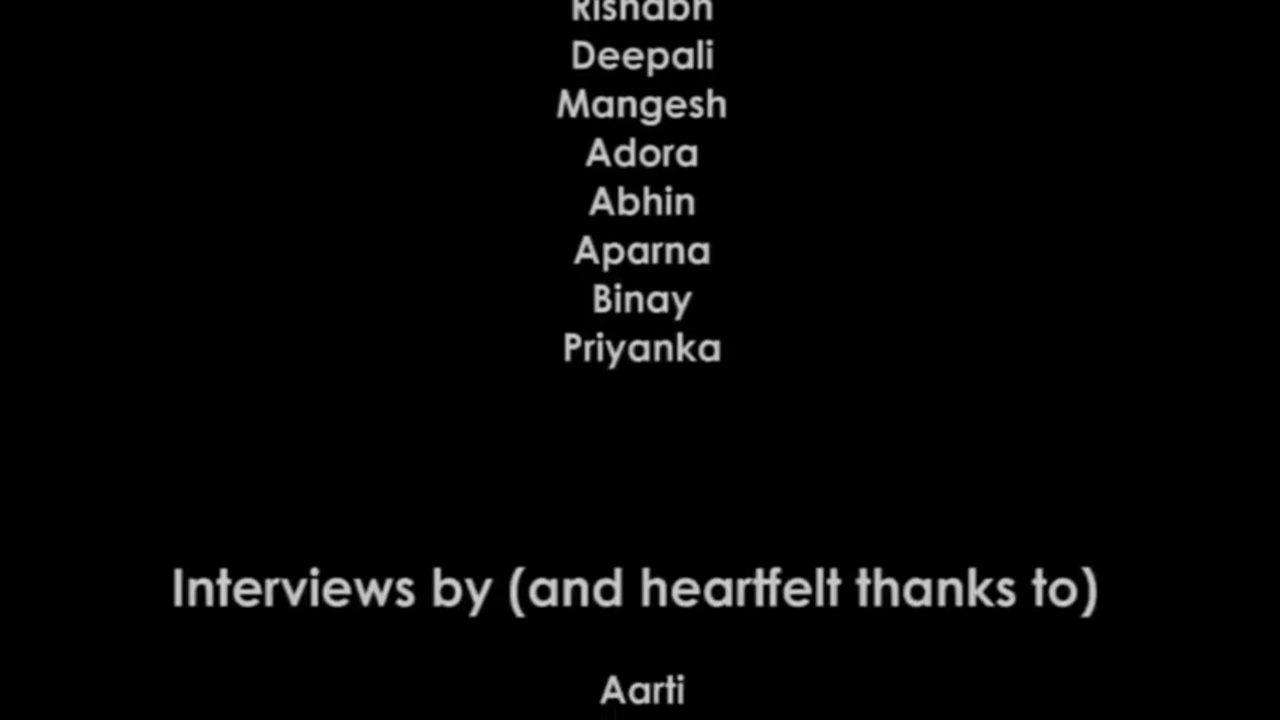 Rishabh
Deepali
Mangesh
Adora
Abhin
Aparna
Binay
Priyanka
Interviews by (and heartfelt thanks to)
Aarti